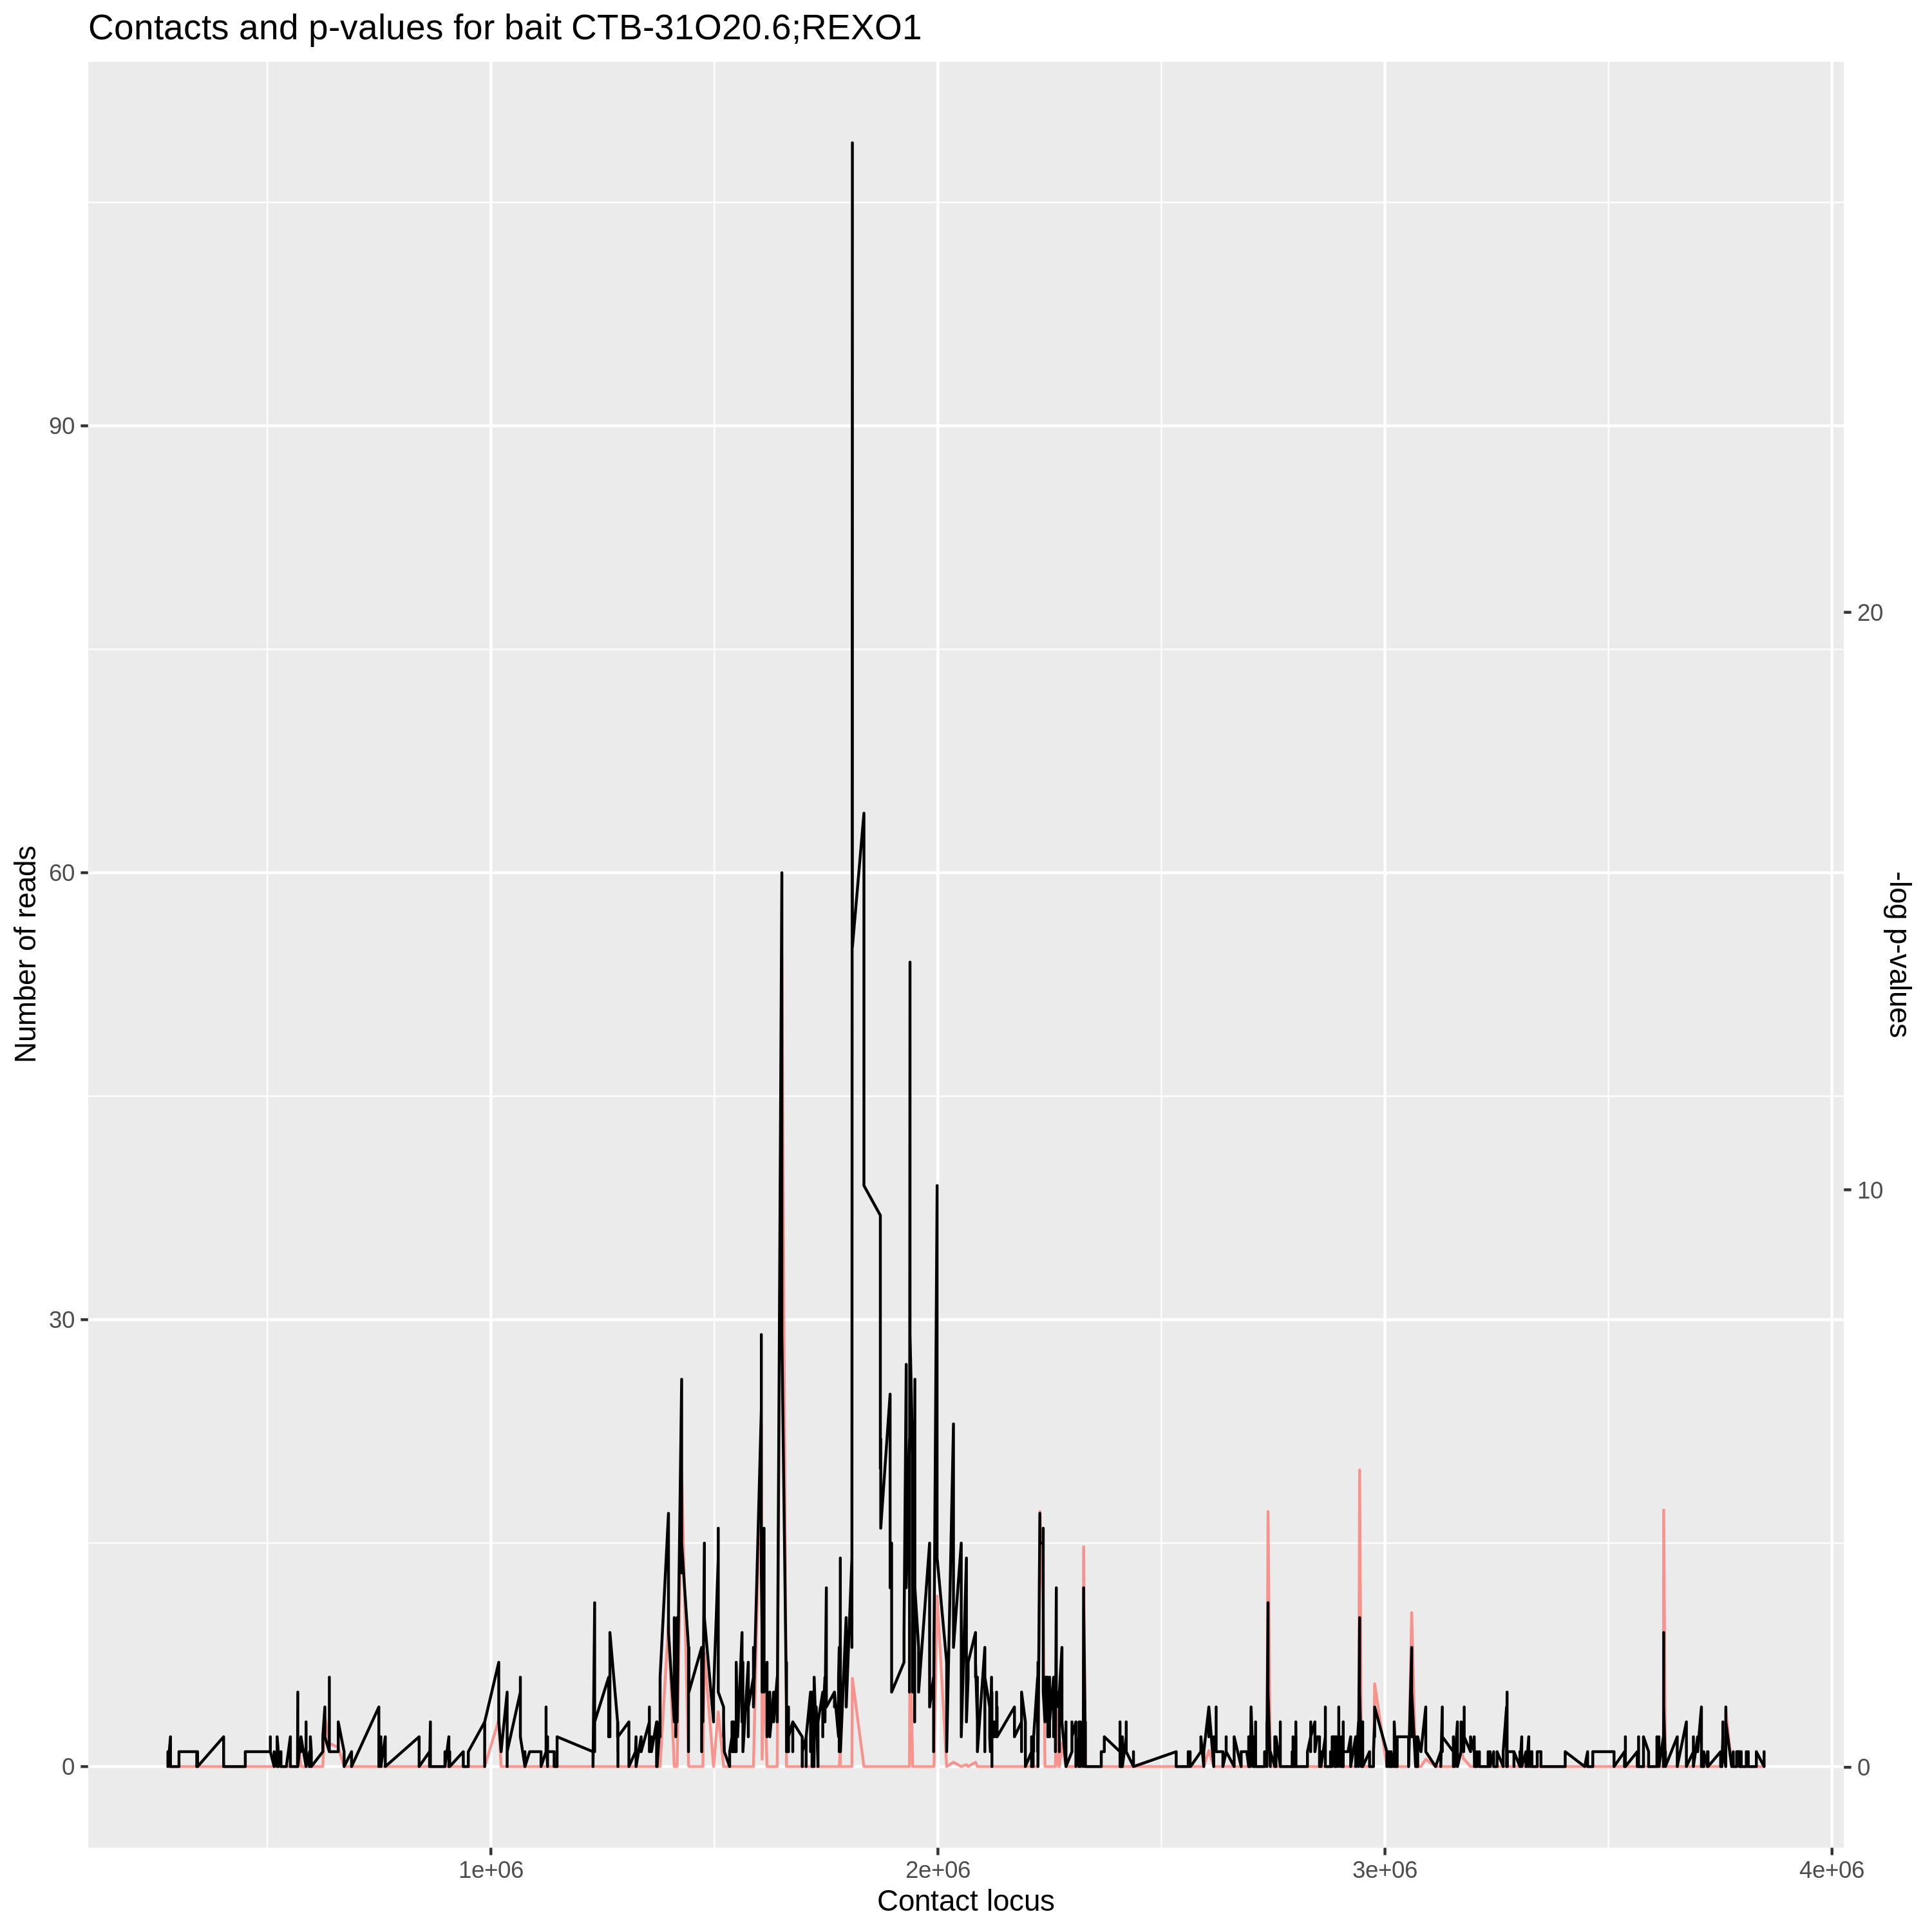 Contacts and p-values for bait CTB-31O20.6;REXO1
90
60
30
0
20
10
0
Number of reads
-log p-values
1e+06
2e+06
3e+06
4e+06
Contact locus